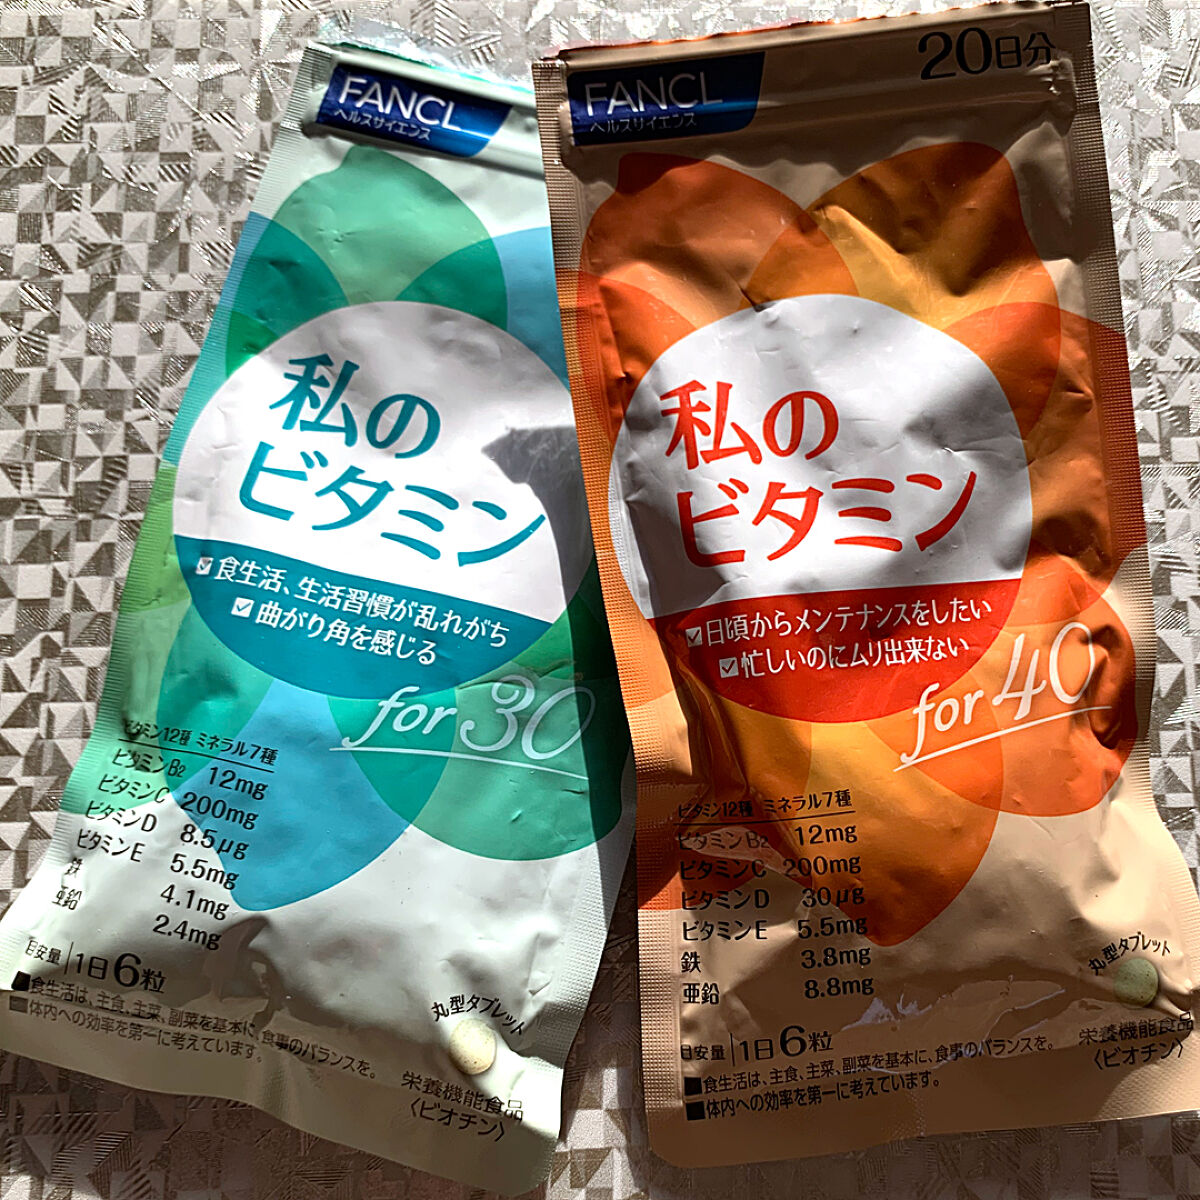 FANCL
ヘルスサイエンス
私の
ビタミン
食生活、生活習慣が乱れがち
曲がり角を感じる
for 30
ビタミン12種 ミネラル7種
ビタミンB2 12mg
ビタミンC 200mg
ビタミンD 8.5μg
ビタミンE 5.5mg
鉄 4.1mg
亜鉛 2.4mg
目安量 1日6粒
■食生活は、主食、主菜、副菜を基本に、食事のバランスを。
■体内への効率を第一に考えています。
丸型タブレット
栄養機能食品
〈ビオチン〉
FANCL
ヘルスサイエンス
20日分
私の
ビタミン
日頃からメンテナンスをしたい
忙しいのにムリ出来ない
for 40
ビタミン12種 ミネラル7種
ビタミンB2 12mg
ビタミンC 200mg
ビタミンD 30μg
ビタミンE 5.5mg
鉄 3.8mg
亜鉛 8.8mg
目安量 1日6粒
■食生活は、主食、主菜、副菜を基本に、食事のバランスを。
■体内への効率を第一に考えています。
丸型タブレット
栄養機能食品
〈ビオチン〉